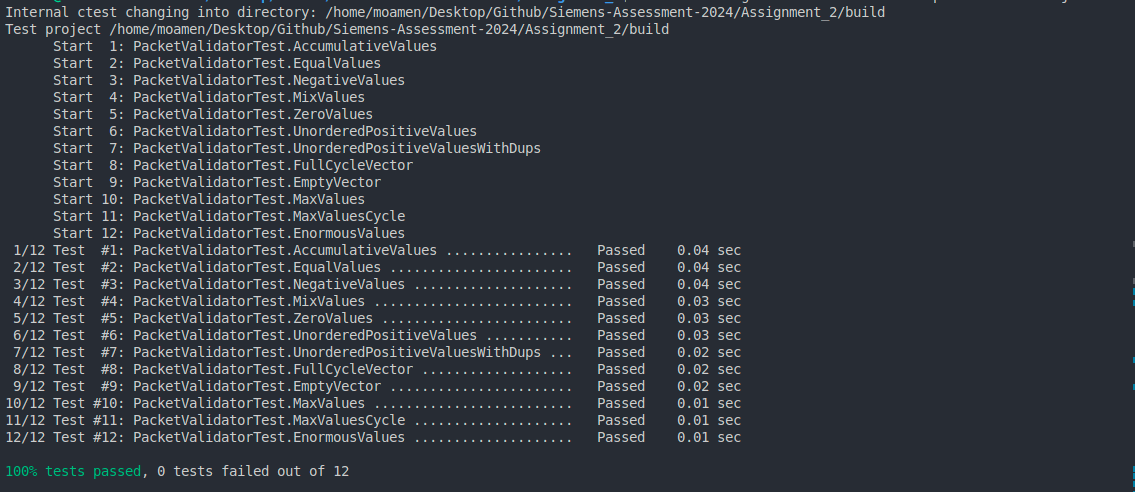 Internal ctest changing into directory: /home/moamen/Desktop/Github/Siemens-Assessment-2024/Assignment_2/build
Test project /home/moamen/Desktop/Github/Siemens-Assessment-2024/Assignment_2/build
      Start  1: PacketValidatorTest.AccumulativeValues
      Start  2: PacketValidatorTest.EqualValues
      Start  3: PacketValidatorTest.NegativeValues
      Start  4: PacketValidatorTest.MixValues
      Start  5: PacketValidatorTest.ZeroValues
      Start  6: PacketValidatorTest.UnorderedPositiveValues
      Start  7: PacketValidatorTest.UnorderedPositiveValuesWithDups
      Start  8: PacketValidatorTest.FullCycleVector
      Start  9: PacketValidatorTest.EmptyVector
      Start 10: PacketValidatorTest.MaxValues
      Start 11: PacketValidatorTest.MaxValuesCycle
      Start 12: PacketValidatorTest.EnormousValues
 1/12 Test  #1: PacketValidatorTest.AccumulativeValues ................   Passed    0.04 sec
 2/12 Test  #2: PacketValidatorTest.EqualValues .......................   Passed    0.04 sec
 3/12 Test  #3: PacketValidatorTest.NegativeValues ....................   Passed    0.04 sec
 4/12 Test  #4: PacketValidatorTest.MixValues .........................   Passed    0.03 sec
 5/12 Test  #5: PacketValidatorTest.ZeroValues ........................   Passed    0.03 sec
 6/12 Test  #6: PacketValidatorTest.UnorderedPositiveValues ...........   Passed    0.03 sec
 7/12 Test  #7: PacketValidatorTest.UnorderedPositiveValuesWithDups ...   Passed    0.02 sec
 8/12 Test  #8: PacketValidatorTest.FullCycleVector ...................   Passed    0.02 sec
 9/12 Test  #9: PacketValidatorTest.EmptyVector .......................   Passed    0.02 sec
10/12 Test #10: PacketValidatorTest.MaxValues .........................   Passed    0.01 sec
11/12 Test #11: PacketValidatorTest.MaxValuesCycle ....................   Passed    0.01 sec
12/12 Test #12: PacketValidatorTest.EnormousValues ....................   Passed    0.01 sec

100% tests passed, 0 tests failed out of 12